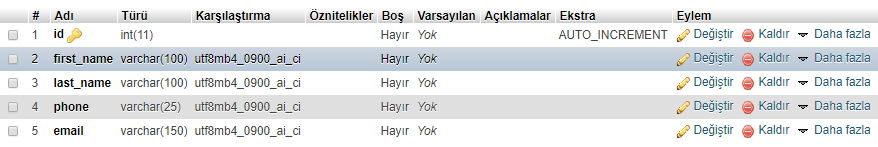 # Adı Türü Karşılaştırma Öznitelikler Boş Varsayılan Açıklamalar Ekstra Eylem
1 id int(11) Hayır Yok AUTO_INCREMENT Değiştir Kaldır Daha fazla
2 first_name varchar(100) utf8mb4_0900_ai_ci Hayır Yok Değiştir Kaldır Daha fazla
3 last_name varchar(100) utf8mb4_0900_ai_ci Hayır Yok Değiştir Kaldır Daha fazla
4 phone varchar(25) utf8mb4_0900_ai_ci Hayır Yok Değiştir Kaldır Daha fazla
5 email varchar(150) utf8mb4_0900_ai_ci Hayır Yok Değiştir Kaldır Daha fazla